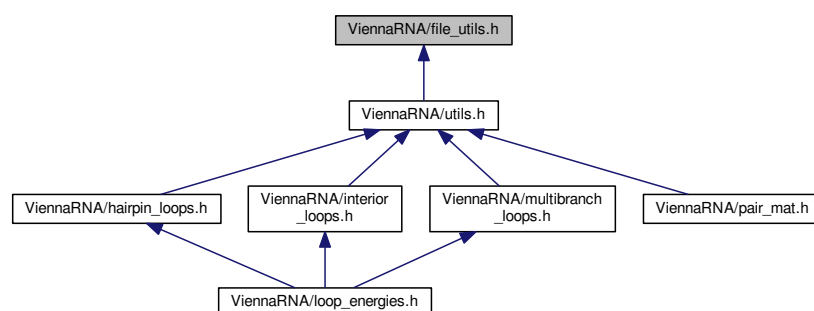 ViennaRNA/file_utils.h
ViennaRNA/utils.h
ViennaRNA/hairpin_loops.h
ViennaRNA/interior
_loops.h
ViennaRNA/multibranch
_loops.h
ViennaRNA/pair_mat.h
ViennaRNA/loop_energies.h